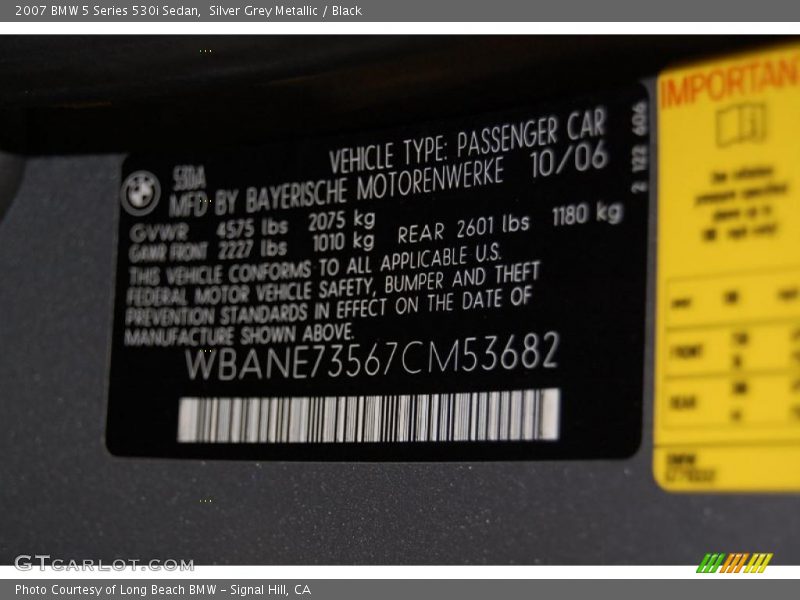 2007 BMW 5 Series 530i Sedan, Silver Grey Metallic / Black
530A VEHICLE TYPE: PASSENGER CAR
MFD BY BAYERISCHE MOTORENWERKE 10/06
GVWR 4575 lbs 2075 kg
GAWR FRONT 2227 lbs 1010 kg REAR 2601 lbs 1180 kg
THIS VEHICLE CONFORMS TO ALL APPLICABLE U.S.
FEDERAL MOTOR VEHICLE SAFETY, BUMPER AND THEFT
PREVENTION STANDARDS IN EFFECT ON THE DATE OF
MANUFACTURE SHOWN ABOVE.
WBANE73567CM53682
2 122 606
IMPORTAN
FRONT
REAR
BMW
GTcarlot.com
Photo Courtesy of Long Beach BMW – Signal Hill, CA